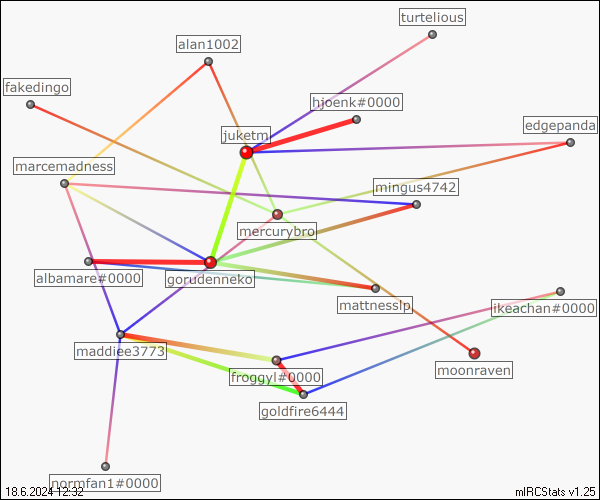 turtelious
alan1002
fakedingo
hjoenk#0000
juketm
edgepanda
marcemadness
mingus4742
mercurybro
albamare#0000
gorudenneko
mattnesslp
ikeachan#0000
maddiee3773
froggyl#0000
moonraven
goldfire6444
normfan1#0000
18.6.2024 12:32
mIRCStats v1.25